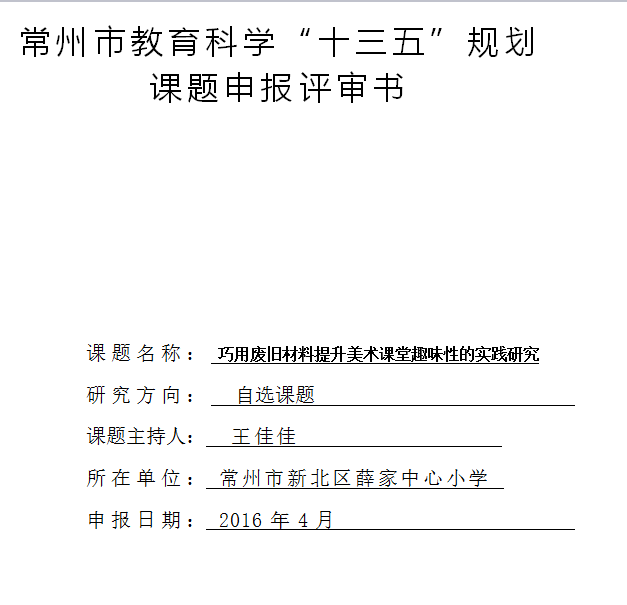 常州市教育科学“十三五”规划
课题申报评审书
课题名称：巧用废旧材料提升美术课堂趣味性的实践研究
研究方向：自选课题
课题主持人：王佳佳
所在单位：常州市新北区薛家中心小学
申报日期：2016 年 4 月